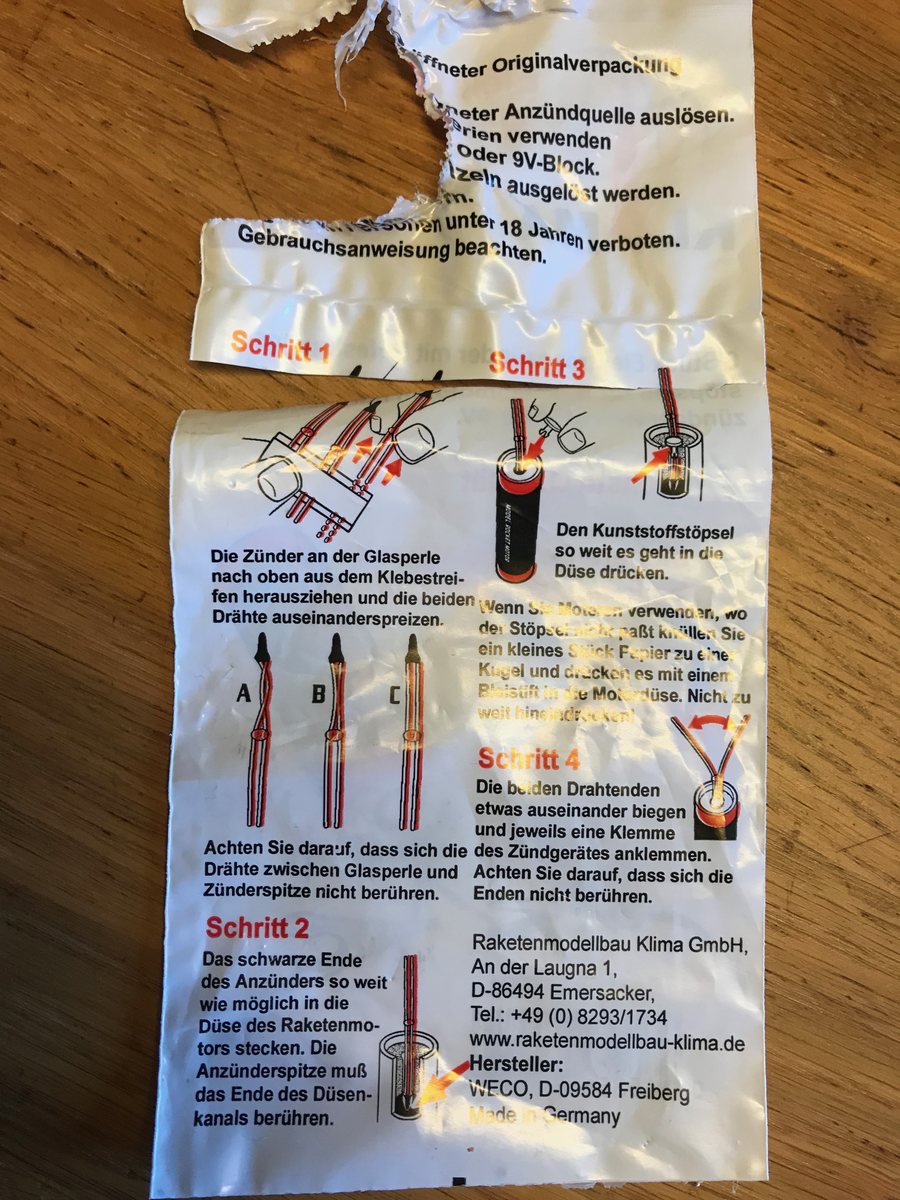 Originalverpackung
Anzündquelle auslösen.
verwenden
Oder 9V-Block.
ausgelöst werden.
Personen unter 18 Jahren verboten.
Gebrauchsanweisung beachten.
Schritt 1
Die Zünder an der Glasperle
nach oben aus dem Klebestrei-
fen herausziehen und die beiden
Drähte auseinanderspreizen.
A B C
Achten Sie darauf, dass sich die
Drähte zwischen Glasperle und
Zünderspitze nicht berühren.
Schritt 2
Das schwarze Ende
des Anzünders so weit
wie möglich in die
Düse des Raketenmo-
tors stecken. Die
Anzünderspitze muß
das Ende des Düsen-
kanals berühren.
Schritt 3
MODEL ROCKET MOTOR
Den Kunststoffstöpsel
so weit es geht in die
Düse drücken.
Wenn Sie Motoren verwenden, wo
der Stöpsel nicht paßt knüllen Sie
ein kleines Stück Papier zu einer
Kugel und drücken es mit einem
Bleistift in die Motordüse. Nicht zu
weit hineindrücken!
Schritt 4
Die beiden Drahtenden
etwas auseinander biegen
und jeweils eine Klemme
des Zündgerätes anklemmen.
Achten Sie darauf, dass sich die
Enden nicht berühren.
Raketenmodellbau Klima GmbH,
An der Laugna 1,
D-86494 Emersacker,
Tel.: +49 (0) 8293/1734
www.raketenmodellbau-klima.de
Hersteller:
WECO, D-09584 Freiberg
Made in Germany